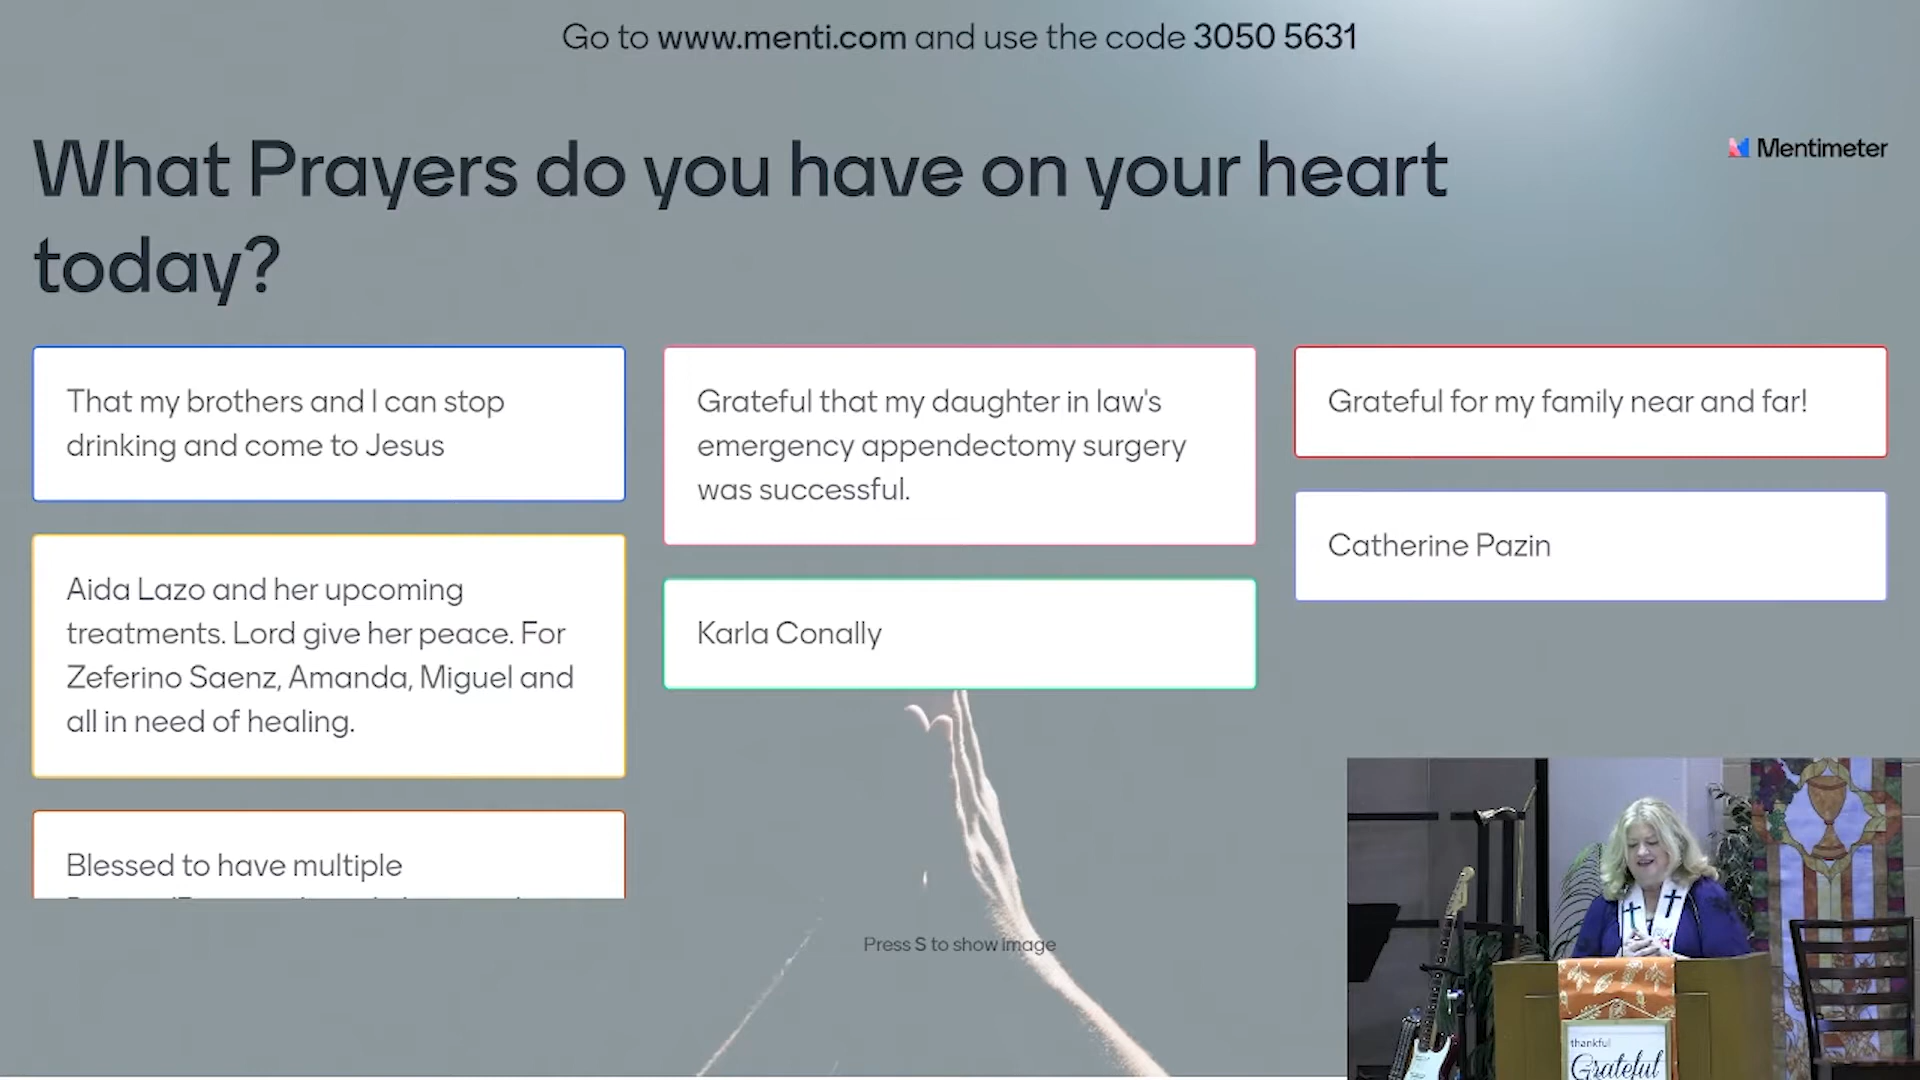 Go to www.menti.com and use the code 3050 5631
What Prayers do you have on your heart
today?
Mentimeter
That my brothers and I can stop
drinking and come to Jesus
Aida Lazo and her upcoming
treatments. Lord give her peace. For
Zeferino Saenz, Amanda, Miguel and
all in need of healing.
Blessed to have multiple
Grateful that my daughter in law's
emergency appendectomy surgery
was successful.
Karla Conally
Grateful for my family near and far!
Catherine Pazin
Press S to show image
thankful
Grateful